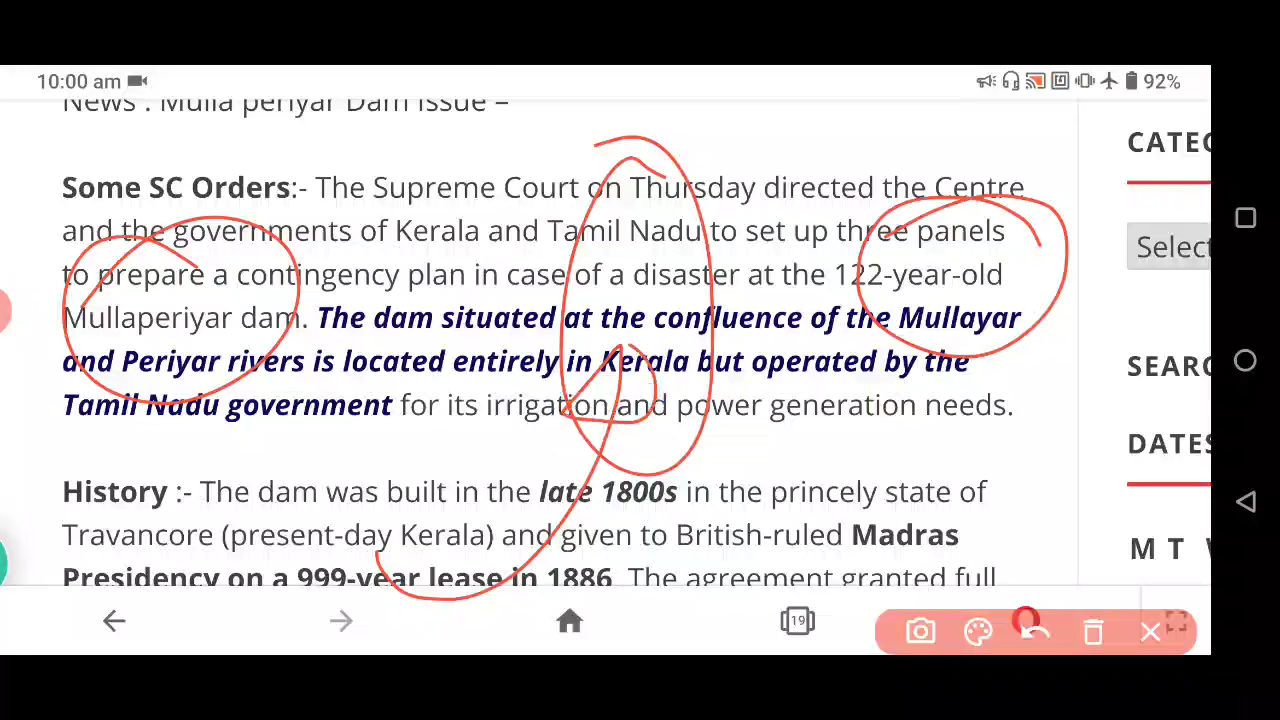 10:00 am
92%
News : Mulla periyar Dam issue –
Some SC Orders:- The Supreme Court on Thursday directed the Centre
and the governments of Kerala and Tamil Nadu to set up three panels
to prepare a contingency plan in case of a disaster at the 122-year-old
Mullaperiyar dam. The dam situated at the confluence of the Mullayar
and Periyar rivers is located entirely in Kerala but operated by the
Tamil Nadu government for its irrigation and power generation needs.
History :- The dam was built in the late 1800s in the princely state of
Travancore (present-day Kerala) and given to British-ruled Madras
Presidency on a 999-year lease in 1886. The agreement granted full
CATEG
Select
SEARC
DATES
M T W
19